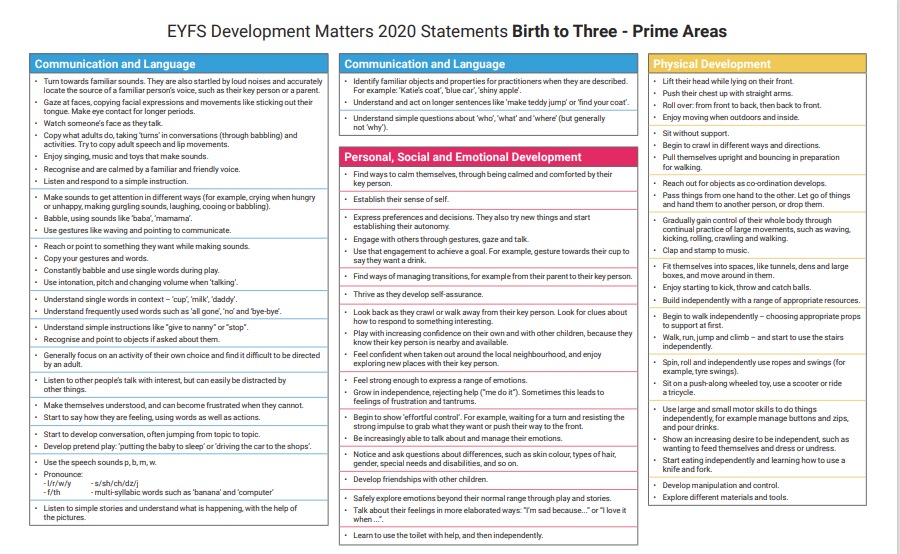 EYFS Development Matters 2020 Statements Birth to Three - Prime Areas
Communication and Language
• Turn towards familiar sounds. They are also startled by loud noises and accurately
locate the source of a familiar person's voice, such as their key person or a parent.
• Gaze at faces, copying facial expressions and movements like sticking out their
tongue. Make eye contact for longer periods.
• Watch someone's face as they talk.
• Copy what adults do, taking 'turns' in conversations (through babbling) and
activities. Try to copy adult speech and lip movements.
• Enjoy singing, music and toys that make sounds.
• Recognise and are calmed by a familiar and friendly voice.
• Listen and respond to a simple instruction.
• Make sounds to get attention in different ways (for example, crying when hungry
or unhappy, making gurgling sounds, laughing, cooing or babbling).
• Babble, using sounds like 'baba', 'mamama'.
• Use gestures like waving and pointing to communicate.
• Reach or point to something they want while making sounds.
• Copy your gestures and words.
• Constantly babble and use single words during play.
• Use intonation, pitch and changing volume when 'talking'.
• Understand single words in context – 'cup', 'milk', 'daddy'.
• Understand frequently used words such as 'all gone', 'no' and 'bye-bye'.
• Understand simple instructions like "give to nanny" or "stop".
• Recognise and point to objects if asked about them.
• Generally focus on an activity of their own choice and find it difficult to be directed
by an adult.
• Listen to other people's talk with interest, but can easily be distracted by
other things.
• Make themselves understood, and can become frustrated when they cannot.
• Start to say how they are feeling, using words as well as actions.
• Start to develop conversation, often jumping from topic to topic.
• Develop pretend play: 'putting the baby to sleep' or 'driving the car to the shops'.
• Use the speech sounds p, b, m, w.
• Pronounce:
- l/r/w/y - s/sh/ch/dz/j
- f/th - multi-syllabic words such as 'banana' and 'computer'
• Listen to simple stories and understand what is happening, with the help of
the pictures.
Communication and Language
• Identify familiar objects and properties for practitioners when they are described.
For example: 'Katie's coat', 'blue car', 'shiny apple'.
• Understand and act on longer sentences like 'make teddy jump' or 'find your coat'.
• Understand simple questions about 'who', 'what' and 'where' (but generally
not 'why').
Personal, Social and Emotional Development
• Find ways to calm themselves, through being calmed and comforted by their
key person.
• Establish their sense of self.
• Express preferences and decisions. They also try new things and start
establishing their autonomy.
• Engage with others through gestures, gaze and talk.
• Use that engagement to achieve a goal. For example, gesture towards their cup to
say they want a drink.
• Find ways of managing transitions, for example from their parent to their key person.
• Thrive as they develop self-assurance.
• Look back as they crawl or walk away from their key person. Look for clues about
how to respond to something interesting.
• Play with increasing confidence on their own and with other children, because they
know their key person is nearby and available.
• Feel confident when taken out around the local neighbourhood, and enjoy
exploring new places with their key person.
• Feel strong enough to express a range of emotions.
• Grow in independence, rejecting help ("me do it"). Sometimes this leads to
feelings of frustration and tantrums.
• Begin to show 'effortful control'. For example, waiting for a turn and resisting the
strong impulse to grab what they want or push their way to the front.
• Be increasingly able to talk about and manage their emotions.
• Notice and ask questions about differences, such as skin colour, types of hair,
gender, special needs and disabilities, and so on.
• Develop friendships with other children.
• Safely explore emotions beyond their normal range through play and stories.
• Talk about their feelings in more elaborated ways: "I'm sad because..." or "I love it
when ...".
• Learn to use the toilet with help, and then independently.
Physical Development
• Lift their head while lying on their front.
• Push their chest up with straight arms.
• Roll over: from front to back, then back to front.
• Enjoy moving when outdoors and inside.
• Sit without support.
• Begin to crawl in different ways and directions.
• Pull themselves upright and bouncing in preparation
for walking.
• Reach out for objects as co-ordination develops.
• Pass things from one hand to the other. Let go of things
and hand them to another person, or drop them.
• Gradually gain control of their whole body through
continual practice of large movements, such as waving,
kicking, rolling, crawling and walking.
• Clap and stamp to music.
• Fit themselves into spaces, like tunnels, dens and large
boxes, and move around in them.
• Enjoy starting to kick, throw and catch balls.
• Build independently with a range of appropriate resources.
• Begin to walk independently – choosing appropriate props
to support at first.
• Walk, run, jump and climb – and start to use the stairs
independently.
• Spin, roll and independently use ropes and swings (for
example, tyre swings).
• Sit on a push-along wheeled toy, use a scooter or ride
a tricycle.
• Use large and small motor skills to do things
independently, for example manage buttons and zips,
and pour drinks.
• Show an increasing desire to be independent, such as
wanting to feed themselves and dress or undress.
• Start eating independently and learning how to use a
knife and fork.
• Develop manipulation and control.
• Explore different materials and tools.